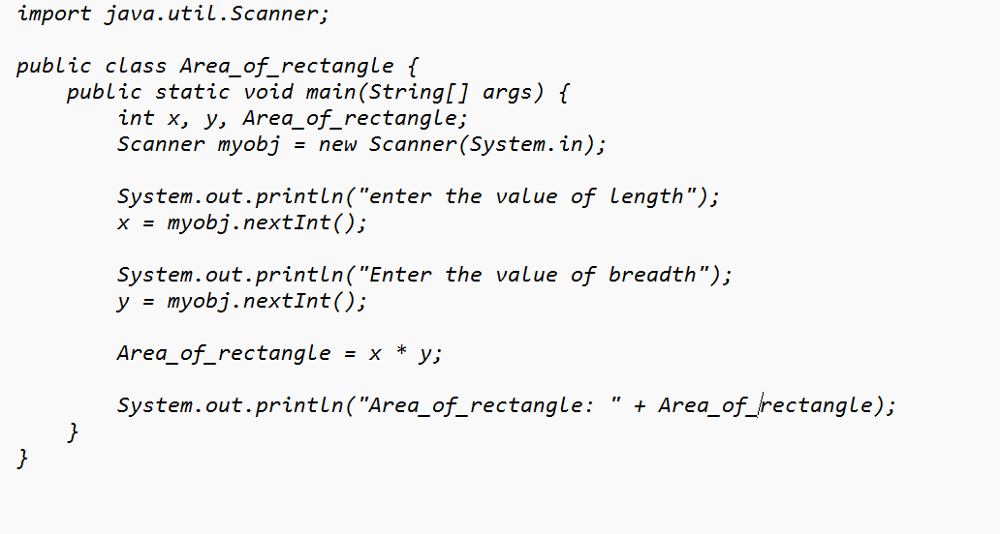 import java.util.Scanner;
public class Area_of_rectangle {
public static void main(String[] args) {
int x, y, Area_of_rectangle;
Scanner myobj = new Scanner(System.in);
System.out.println("enter the value of length");
x = myobj.nextInt();
System.out.println("Enter the value of breadth");
y = myobj.nextInt();
Area_of_rectangle = x * y;
System.out.println("Area_of_rectangle: " + Area_of_rectangle);
}
}